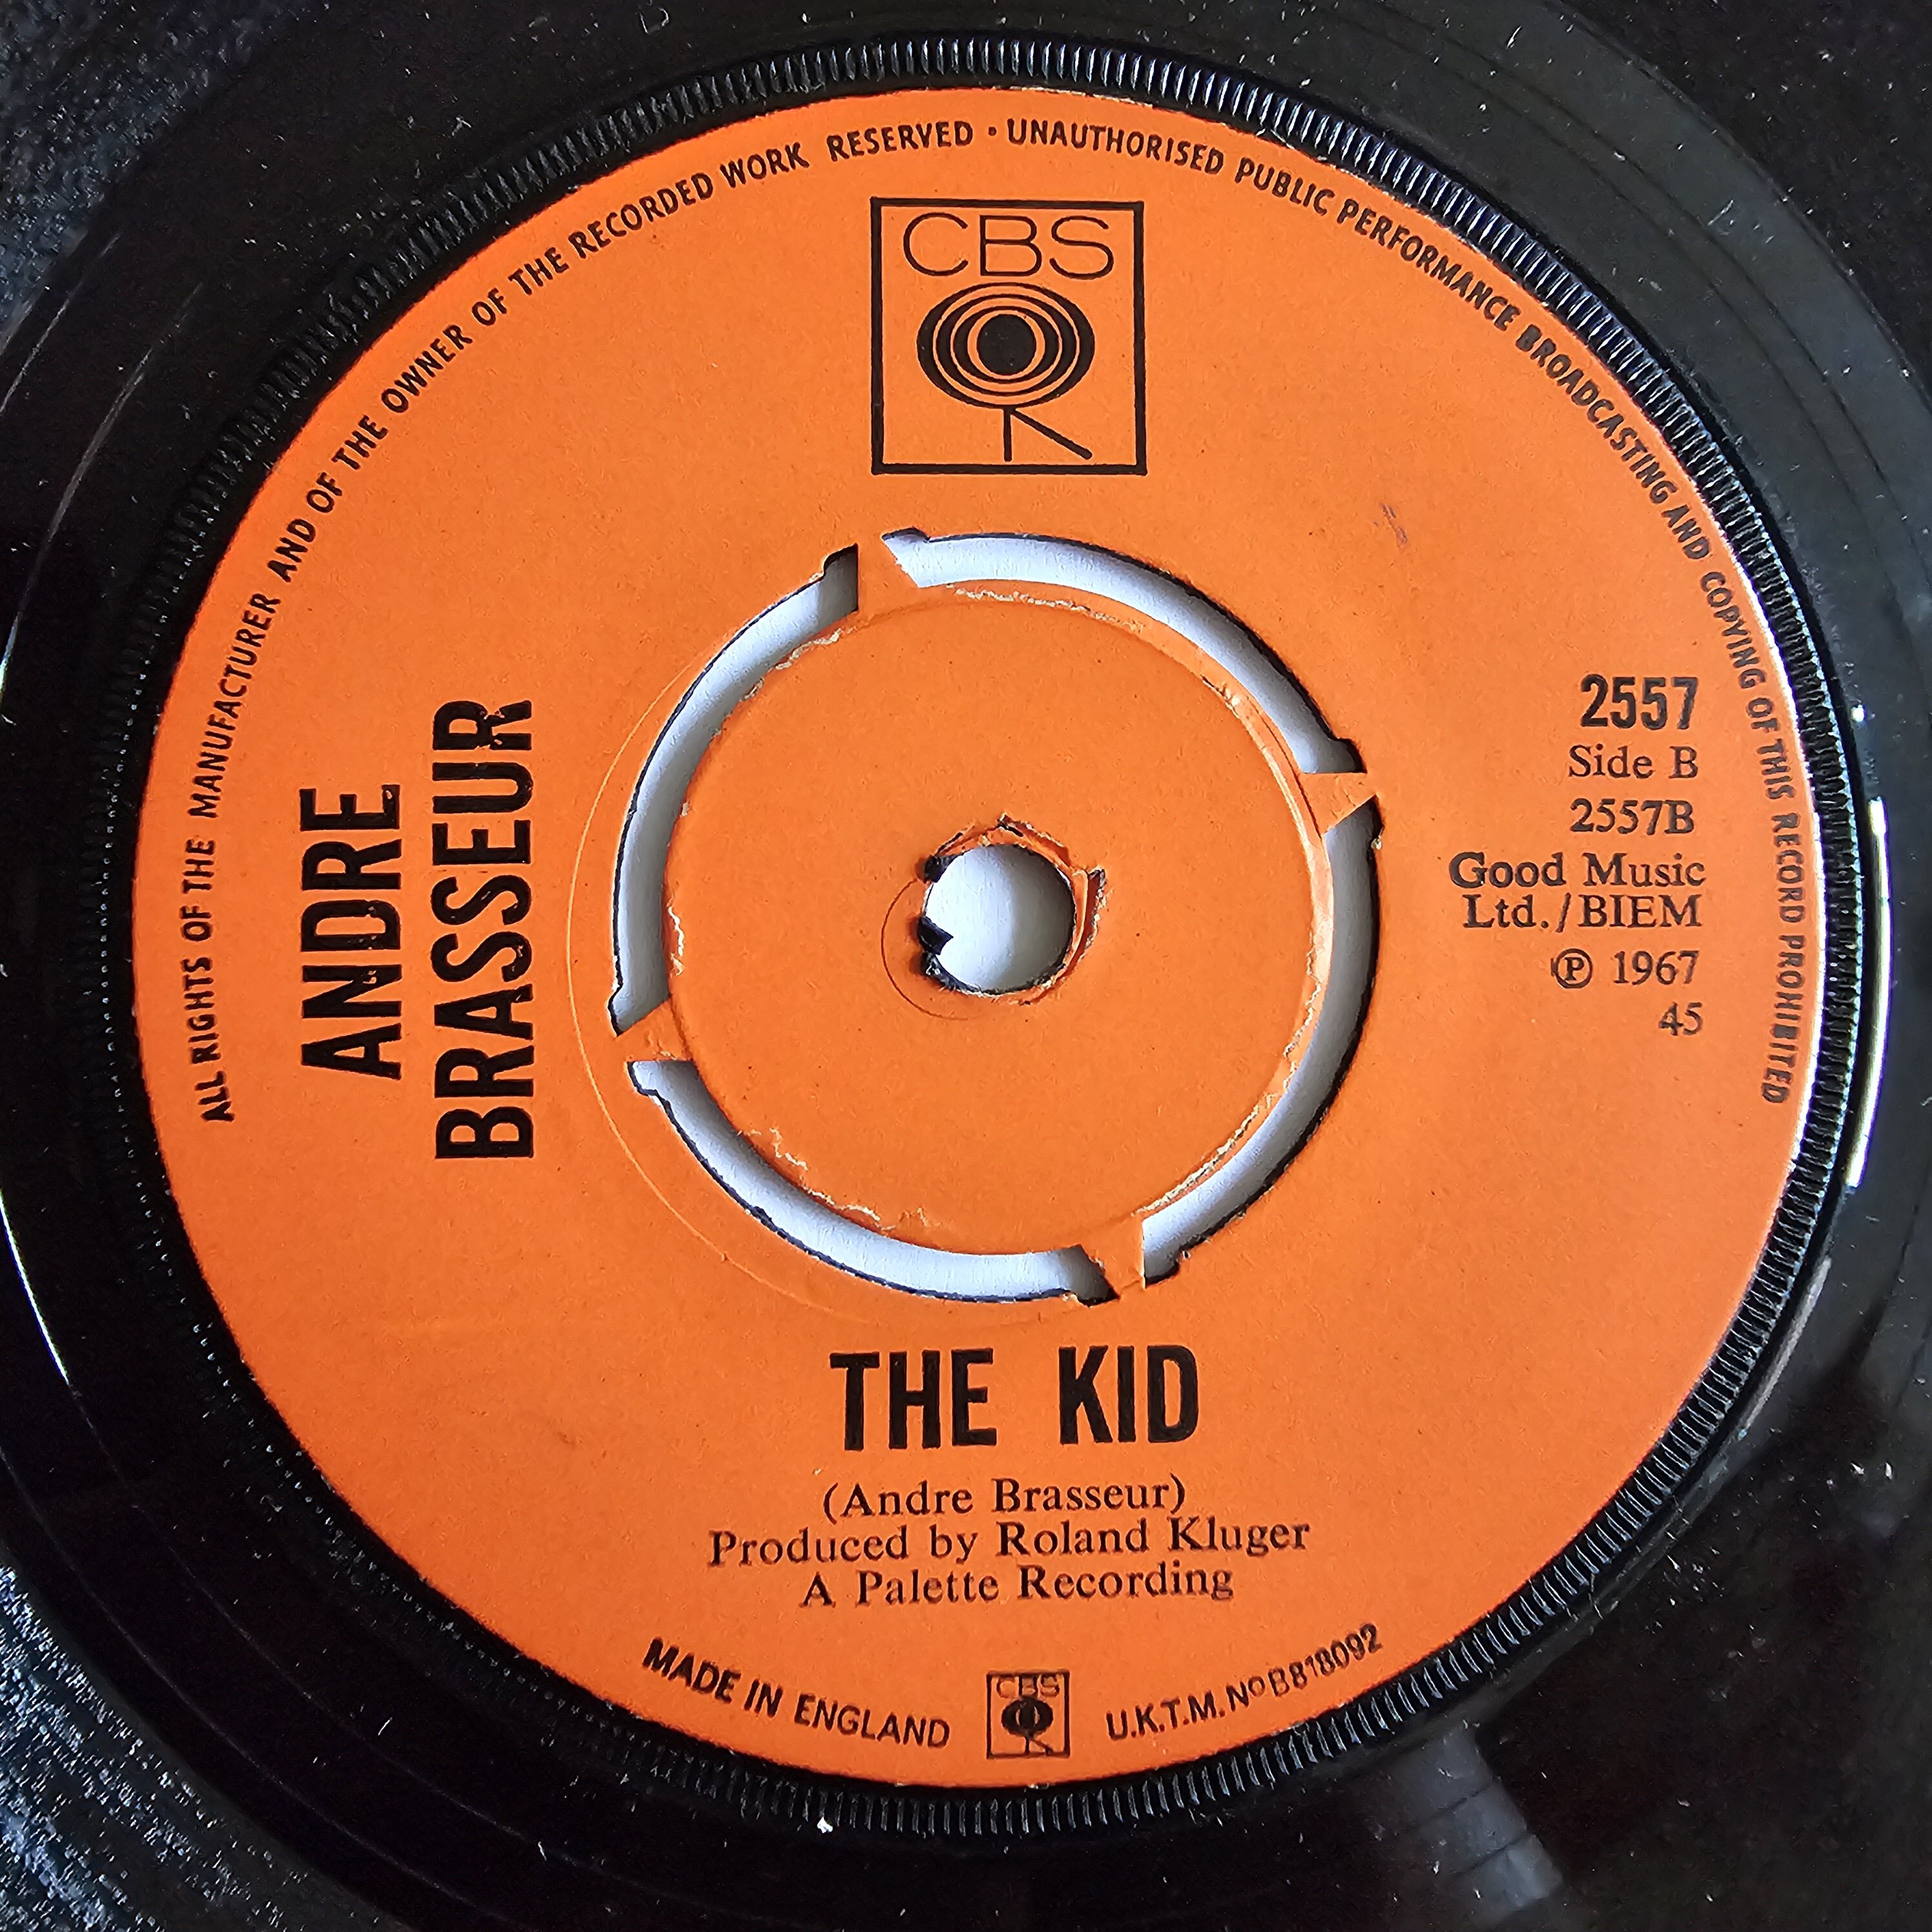 ALL RIGHTS OF THE MANUFACTURER AND OF THE OWNER OF THE RECORDED WORK RESERVED · UNAUTHORISED PUBLIC PERFORMANCE BROADCASTING AND COPYING OF THIS RECORD PROHIBITED
CBS
ANDRE
BRASSEUR
2557
Side B
2557B
Good Music
Ltd./BIEM
℗ 1967
45
THE KID
(Andre Brasseur)
Produced by Roland Kluger
A Palette Recording
MADE IN ENGLAND
CBS
U.K.T.M. Nº B818092